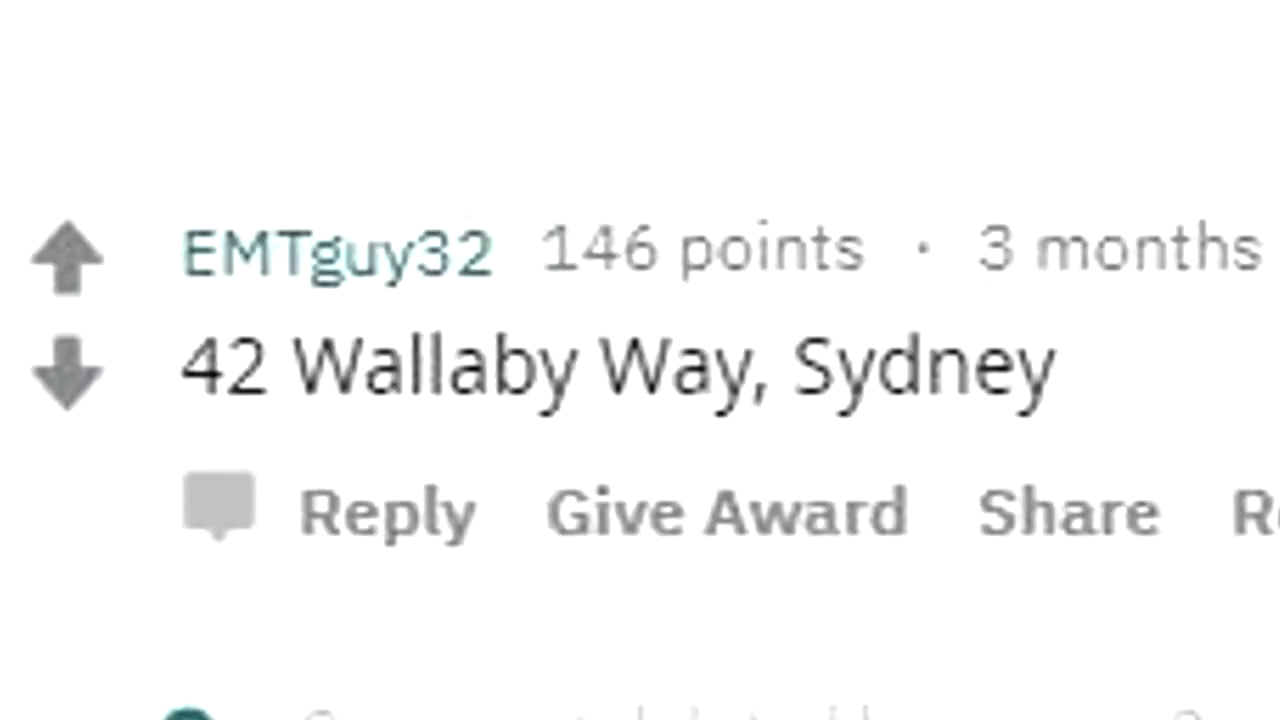 EMTguy32 146 points · 3 months
42 Wallaby Way, Sydney
Reply Give Award Share